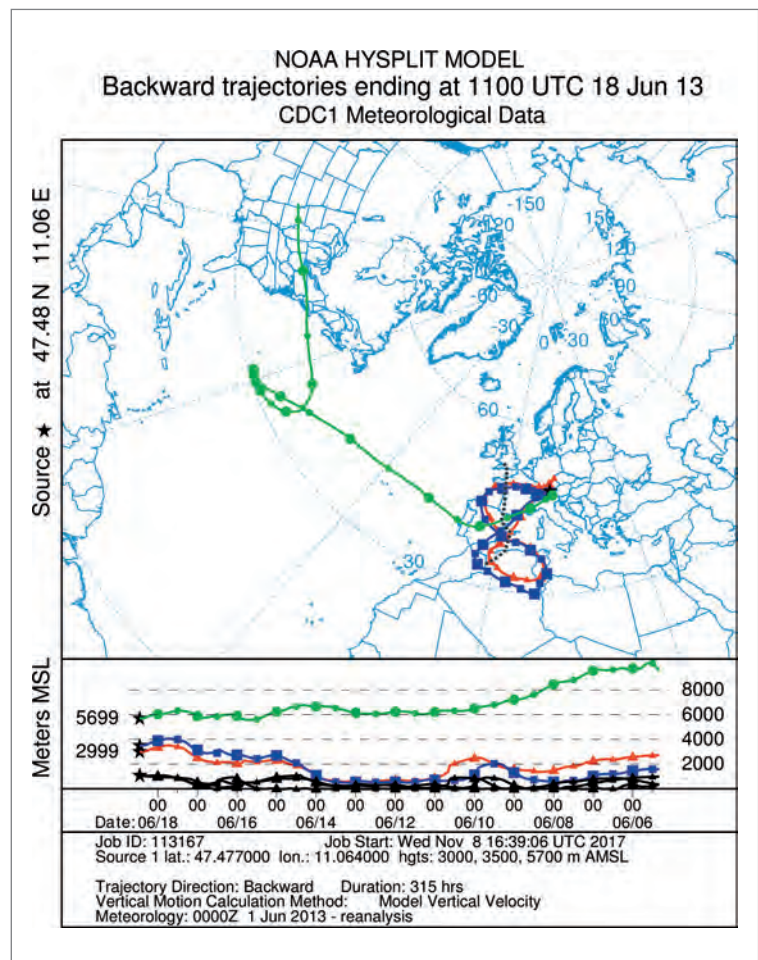 NOAA HYSPLIT MODEL
Backward trajectories ending at 1100 UTC 18 Jun 13
CDC1 Meteorological Data
Source ★ at 47.48 N 11.06 E
-150
150
-120
120
-90
90
-60
60
-30
30
0
60
-30
Meters MSL
5699
2999
8000
6000
4000
2000
00 00 00 00 00 00 00 00 00 00 00 00 00
Date: 06/18 06/16 06/14 06/12 06/10 06/08 06/06
Job ID: 113167 Job Start: Wed Nov 8 16:39:06 UTC 2017
Source 1 lat.: 47.477000 lon.: 11.064000 hgts: 3000, 3500, 5700 m AMSL
Trajectory Direction: Backward Duration: 315 hrs
Vertical Motion Calculation Method: Model Vertical Velocity
Meteorology: 0000Z 1 Jun 2013 - reanalysis